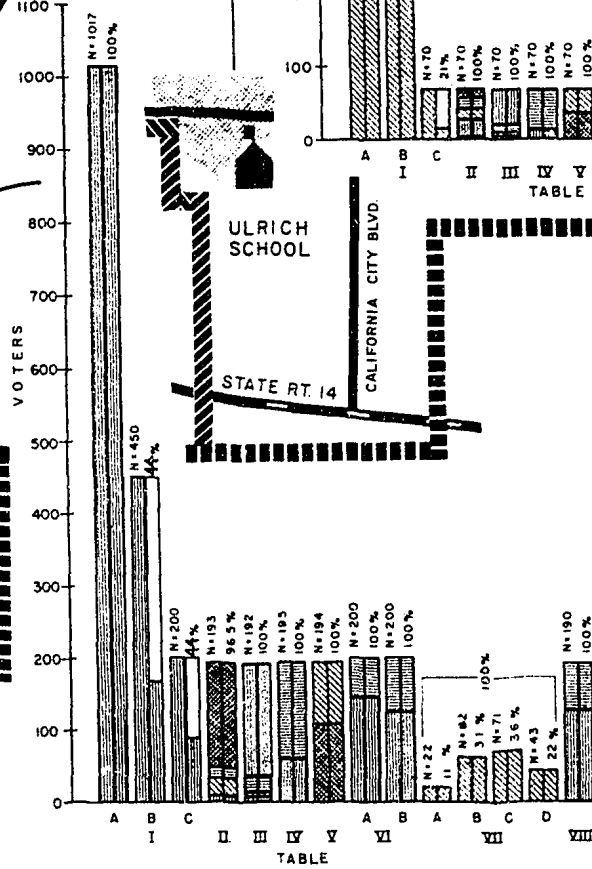 1100
1000
900
800
700
600
500
400
300
200
100
0
VOTERS
N=1017
100%
N=450
44%
N=200
44%
N=193
96.5%
N=192
100%
N=195
100%
N=194
100%
N=200
100%
N=200
100%
100%
N=22
11 %
N=62
31 %
N=71
36 %
N=43
22 %
N=190
100%
A B C A B A B C D
I II III IV V VI VII VIII
TABLE
ULRICH
SCHOOL
CALIFORNIA CITY BLVD.
STATE RT. 14
100
0
N=70
21%
N=70
100%
N=70
100%
N=70
100%
N=70
100%
A B C
I II III IV V
TABLE